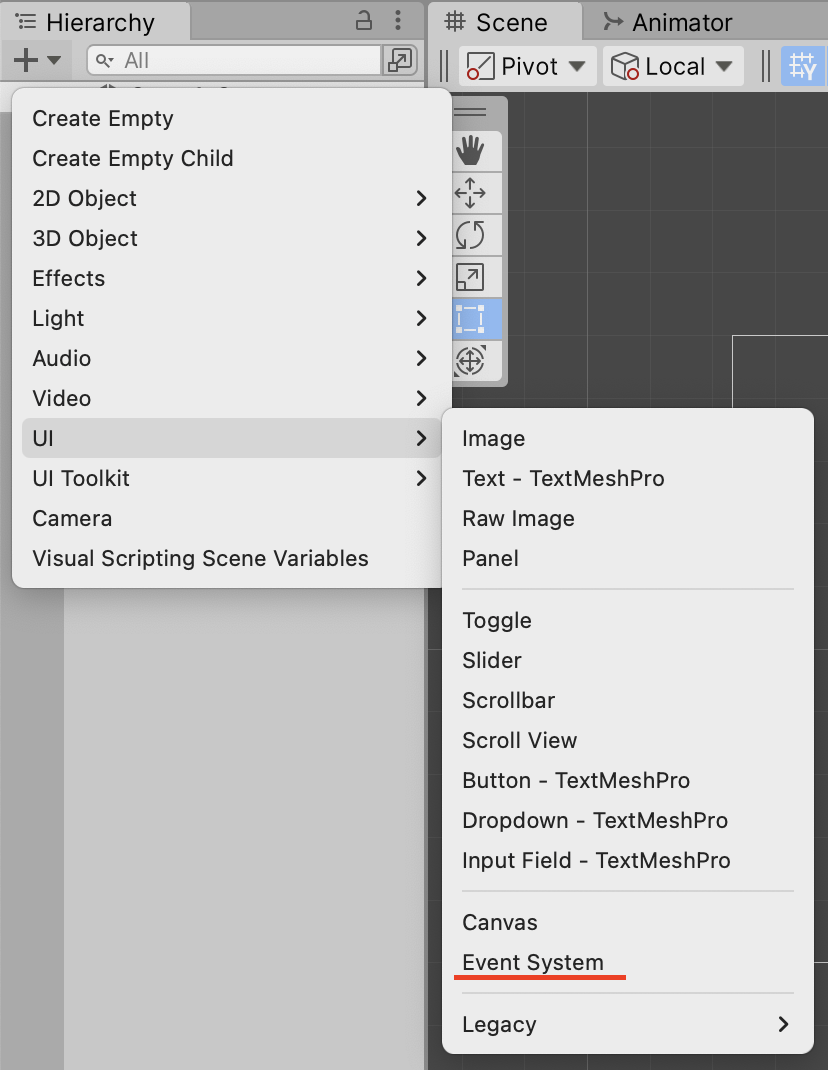 Hierarchy
Scene
Animator
All
Pivot
Local
Create Empty
Create Empty Child
2D Object
3D Object
Effects
Light
Audio
Video
UI
UI Toolkit
Camera
Visual Scripting Scene Variables
Image
Text - TextMeshPro
Raw Image
Panel
Toggle
Slider
Scrollbar
Scroll View
Button - TextMeshPro
Dropdown - TextMeshPro
Input Field - TextMeshPro
Canvas
Event System
Legacy